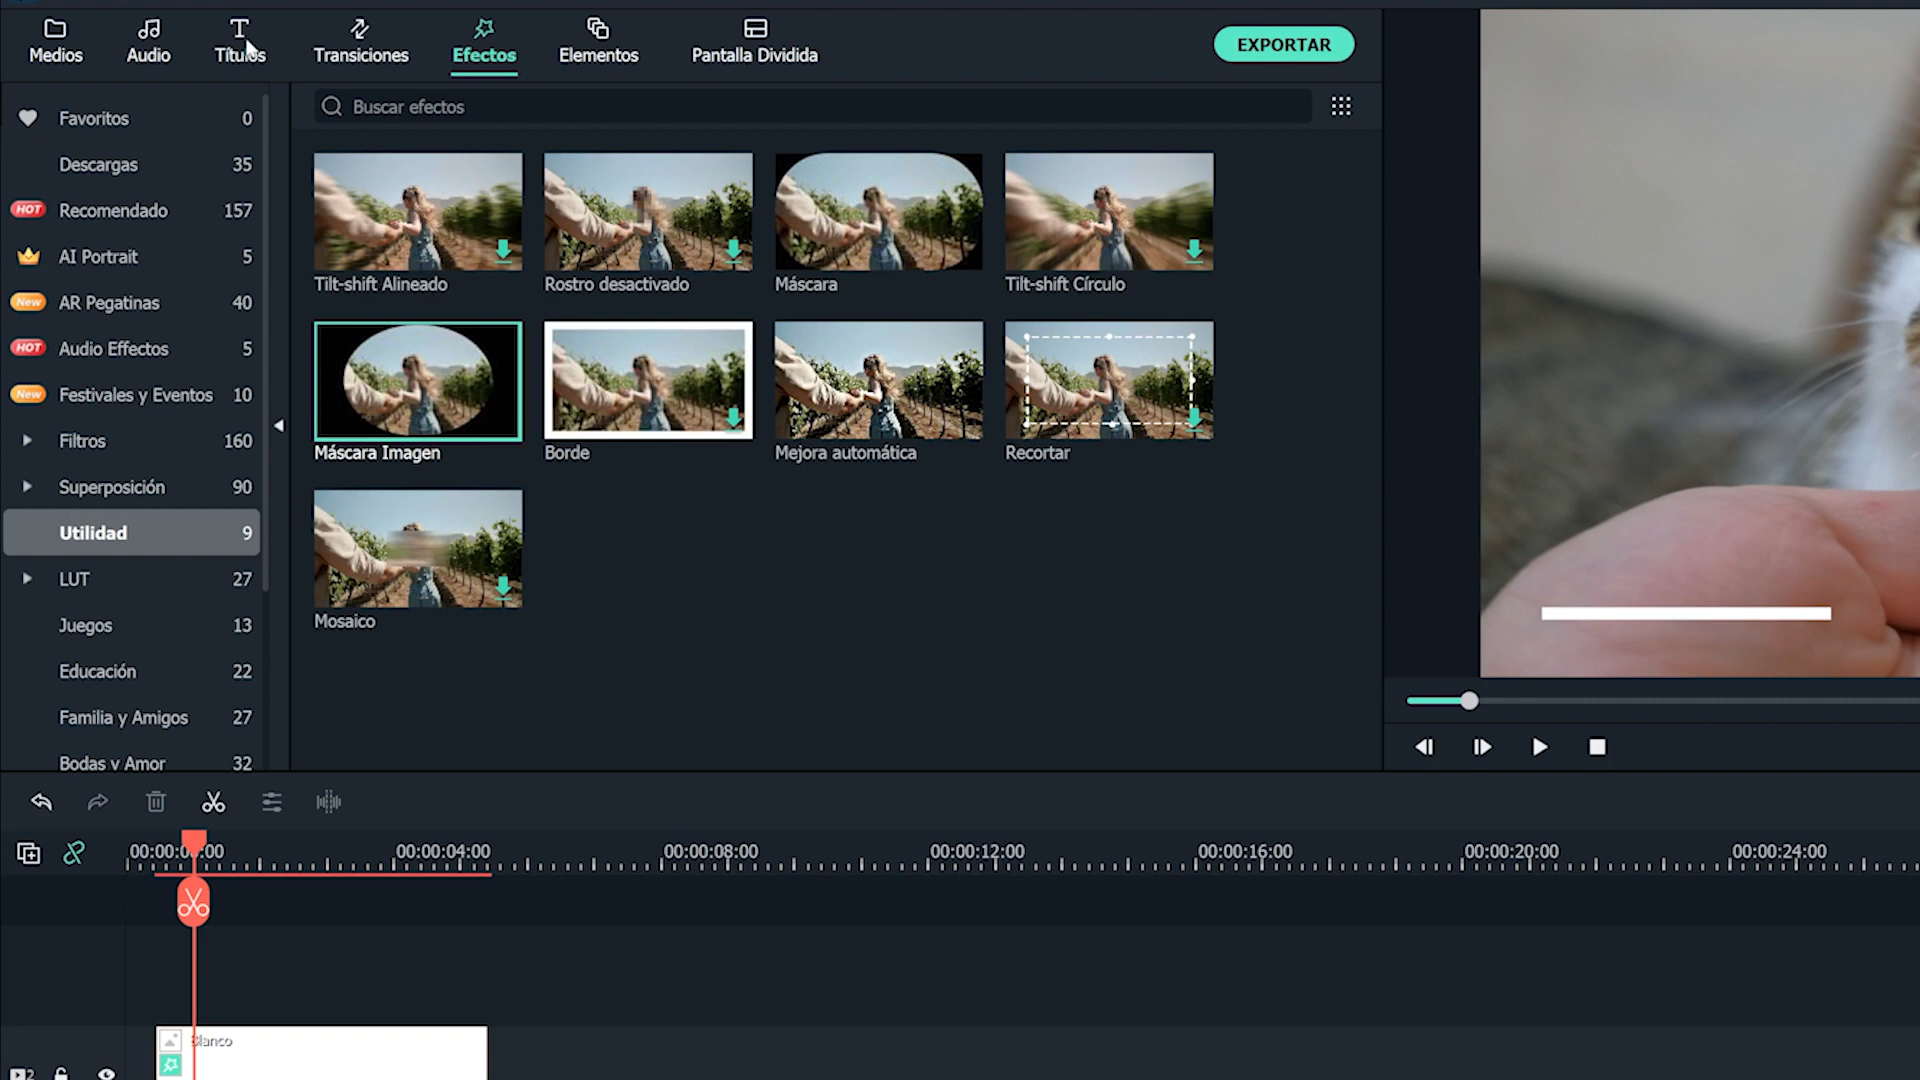 Medios
Audio
Títulos
Transiciones
Efectos
Elementos
Pantalla Dividida
EXPORTAR
Buscar efectos
Favoritos 0
Descargas 35
HOT Recomendado 157
AI Portrait 5
New AR Pegatinas 40
HOT Audio Effectos 5
New Festivales y Eventos 10
Filtros 160
Superposición 90
Utilidad 9
LUT 27
Juegos 13
Educación 22
Familia y Amigos 27
Bodas y Amor 32
Tilt-shift Alineado
Rostro desactivado
Máscara
Tilt-shift Círculo
Máscara Imagen
Borde
Mejora automática
Recortar
Mosaico
00:00:04:00
00:00:08:00
00:00:12:00
00:00:16:00
00:00:20:00
00:00:24:00
Blanco
2